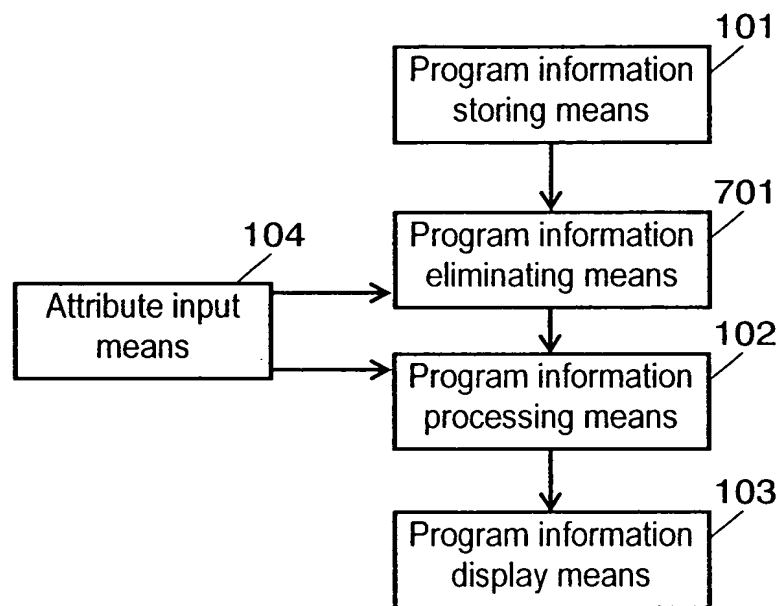 101
Program information
storing means
701
Program information
eliminating means
104
Attribute input
means
102
Program information
processing means
103
Program information
display means